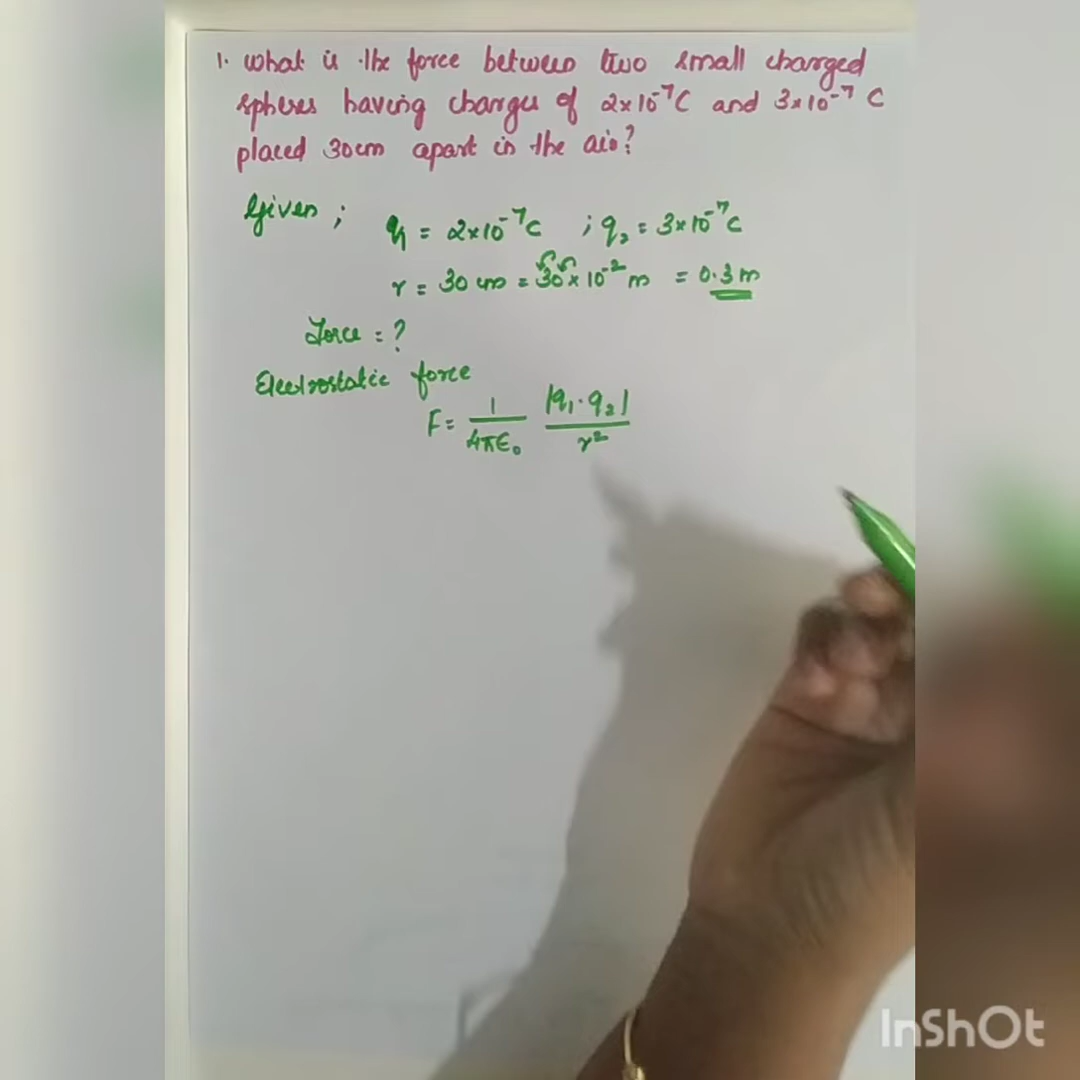 1. What is the force between two small charged
spheres having charges of 2×10⁻⁷C and 3×10⁻⁷ C
placed 30cm apart in the air?
Given ; q₁ = 2×10⁻⁷C ; q₂ = 3×10⁻⁷C
r = 30 cm = 30×10⁻² m = 0.3 m
Force = ?
Electrostatic force
F = 1/4πε₀ |q₁·q₂|/r²
InShOt